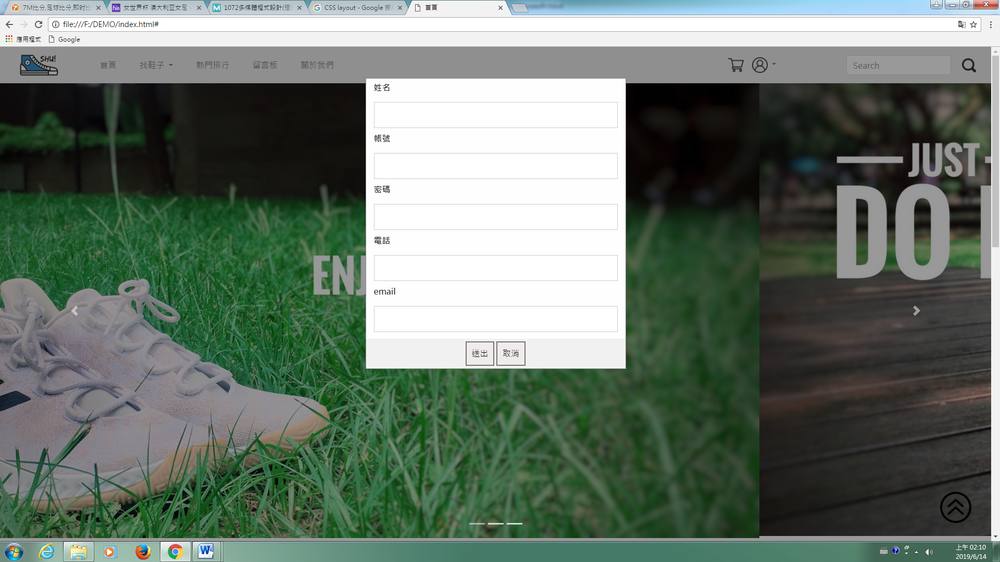 7M比分,足球比分,即时比
女世界杯 澳大利亚女足 -
1072多媒體程式設計(遠
CSS layout - Google 搜
首頁
file:///F:/DEMO/index.html#
應用程式
Google
SHU!
首頁
找鞋子
熱門排行
留言板
關於我們
Search
姓名
帳號
密碼
電話
email
送出
取消
ENJ
JUST
DO
上午 02:10
2019/6/14